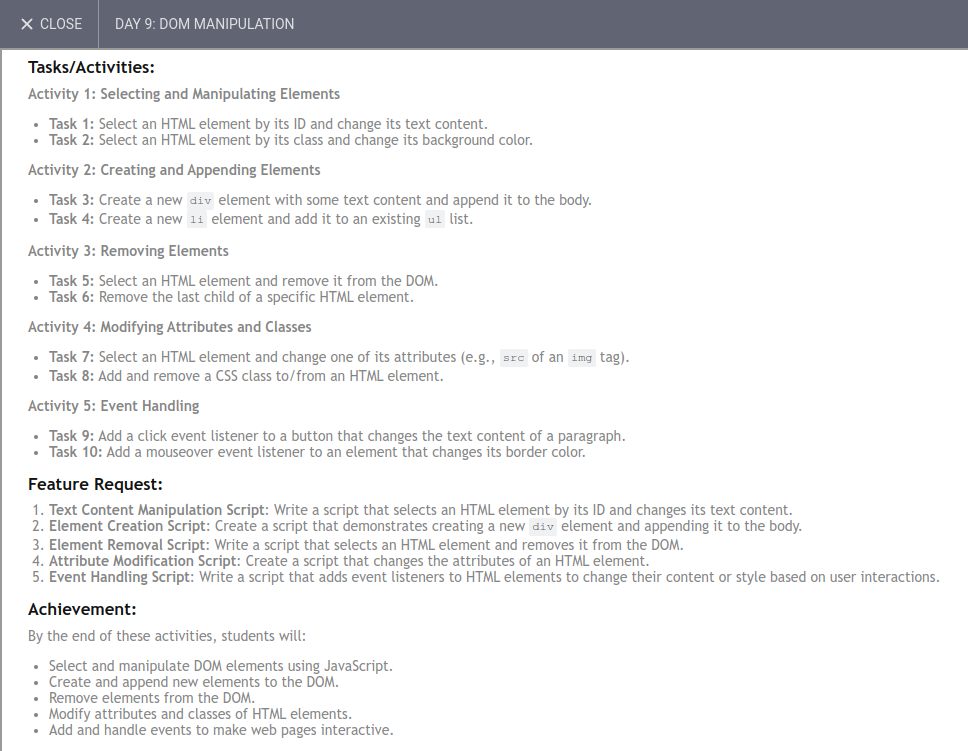 ✕ CLOSE DAY 9: DOM MANIPULATION
Tasks/Activities:
Activity 1: Selecting and Manipulating Elements
• Task 1: Select an HTML element by its ID and change its text content.
• Task 2: Select an HTML element by its class and change its background color.
Activity 2: Creating and Appending Elements
• Task 3: Create a new div element with some text content and append it to the body.
• Task 4: Create a new li element and add it to an existing ul list.
Activity 3: Removing Elements
• Task 5: Select an HTML element and remove it from the DOM.
• Task 6: Remove the last child of a specific HTML element.
Activity 4: Modifying Attributes and Classes
• Task 7: Select an HTML element and change one of its attributes (e.g., src of an img tag).
• Task 8: Add and remove a CSS class to/from an HTML element.
Activity 5: Event Handling
• Task 9: Add a click event listener to a button that changes the text content of a paragraph.
• Task 10: Add a mouseover event listener to an element that changes its border color.
Feature Request:
1. Text Content Manipulation Script: Write a script that selects an HTML element by its ID and changes its text content.
2. Element Creation Script: Create a script that demonstrates creating a new div element and appending it to the body.
3. Element Removal Script: Write a script that selects an HTML element and removes it from the DOM.
4. Attribute Modification Script: Create a script that changes the attributes of an HTML element.
5. Event Handling Script: Write a script that adds event listeners to HTML elements to change their content or style based on user interactions.
Achievement:
By the end of these activities, students will:
• Select and manipulate DOM elements using JavaScript.
• Create and append new elements to the DOM.
• Remove elements from the DOM.
• Modify attributes and classes of HTML elements.
• Add and handle events to make web pages interactive.